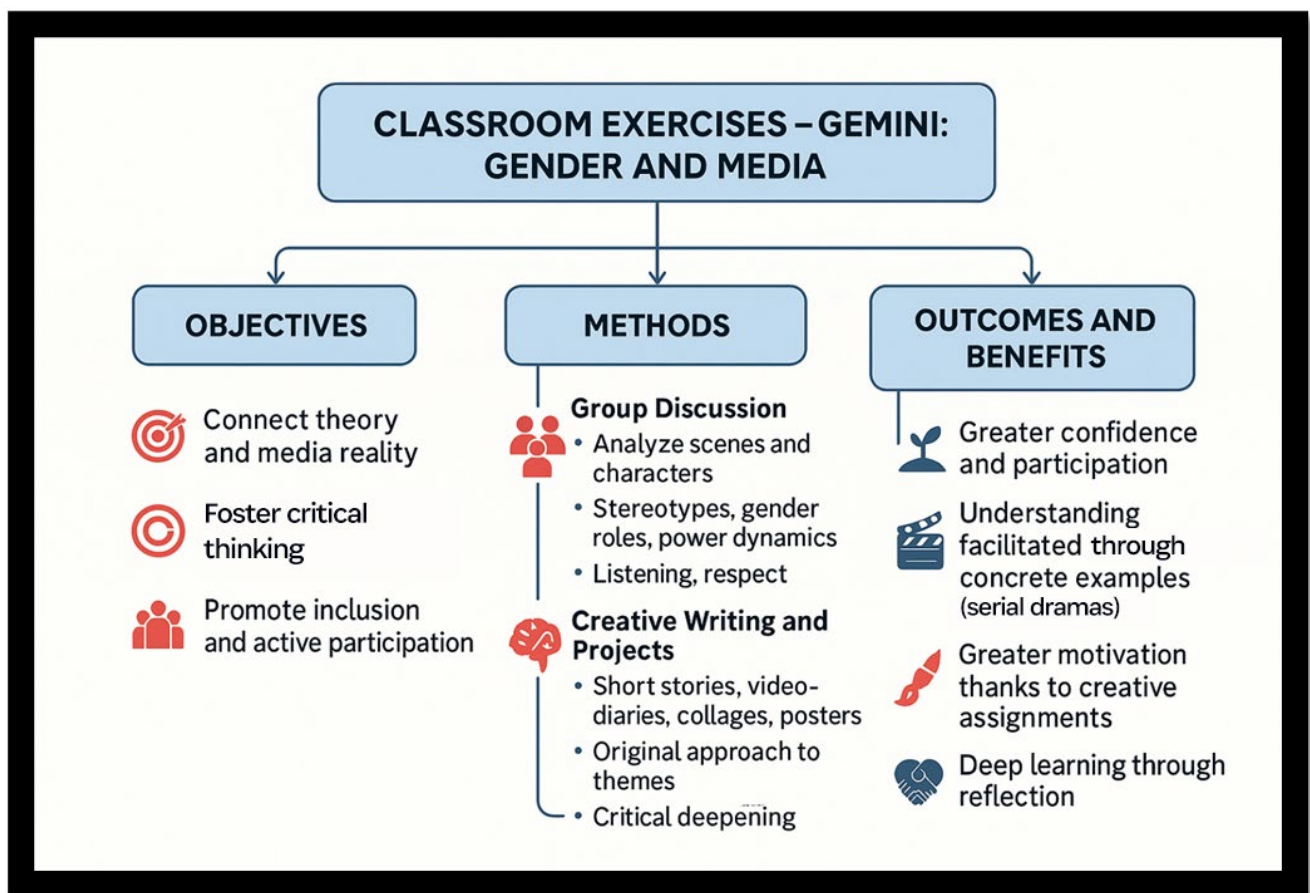 CLASSROOM EXERCISES – GEMINI:
GENDER AND MEDIA
OBJECTIVES
Connect theory
and media reality
Foster critical
thinking
Promote inclusion
and active participation
METHODS
Group Discussion
• Analyze scenes and
characters
• Stereotypes, gender
roles, power dynamics
• Listening, respect
Creative Writing and
Projects
• Short stories, video-
diaries, collages, posters
• Original approach to
themes
• Critical deepening
OUTCOMES AND
BENEFITS
Greater confidence
and participation
Understanding
facilitated through
concrete examples
(serial dramas)
Greater motivation
thanks to creative
assignments
Deep learning through
reflection